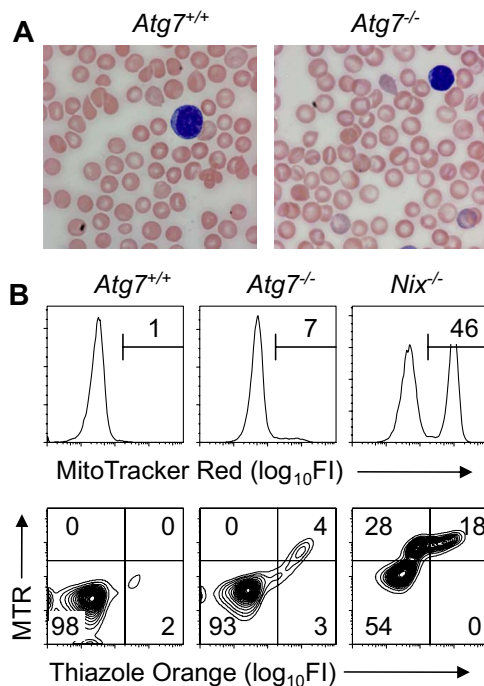 A
Atg7+/+ Atg7-/-
B
Atg7+/+ Atg7-/- Nix-/-
1 7 46
MitoTracker Red (log10FI)
0 0 0 4 28 18
98 2 93 3 54 0
MTR
Thiazole Orange (log10FI)